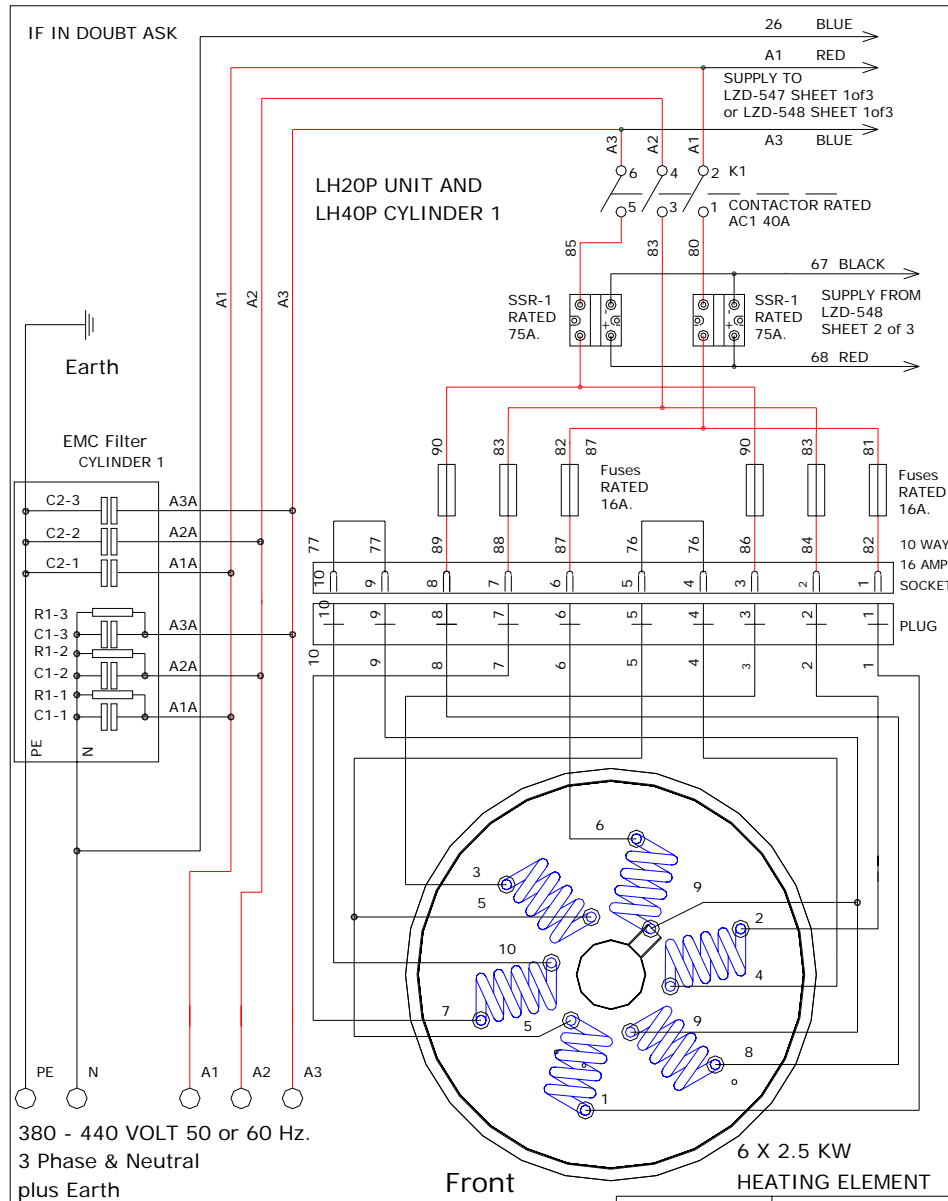 IF IN DOUBT ASK
26 BLUE
A1 RED
SUPPLY TO
LZD-547 SHEET 1of3
or LZD-548 SHEET 1of3
A3 BLUE
A3 A2 A1
6 4 2 K1
LH20P UNIT AND
LH40P CYLINDER 1
CONTACTOR RATED
AC1 40A
5 3 1
85 83 80
67 BLACK
A1 A2 A3
SSR-1
RATED
75A.
- +
- +
SSR-1
RATED
75A.
SUPPLY FROM
LZD-548
SHEET 2 of 3
68 RED
Earth
EMC Filter
CYLINDER 1
90 83 82 87 90 83 81
Fuses
RATED
16A.
Fuses
RATED
16A.
C2-3 A3A
C2-2 A2A
C2-1 A1A
77 77 89 88 87 76 76 86 84 82
10 WAY
16 AMP
SOCKET
10 9 8 7 6 5 4 3 2 1
R1-3
C1-3 A3A
R1-2
C1-2 A2A
R1-1
C1-1 A1A
PE N
10 9 8 7 6 5 4 3 2 1
PLUG
10 9 8 7 6 5 4 3 2 1
6
3
5
9
2
10
4
7
5
9
8
1
PE N A1 A2 A3
380 - 440 VOLT 50 or 60 Hz.
3 Phase & Neutral
plus Earth
Front
6 X 2.5 KW
HEATING ELEMENT